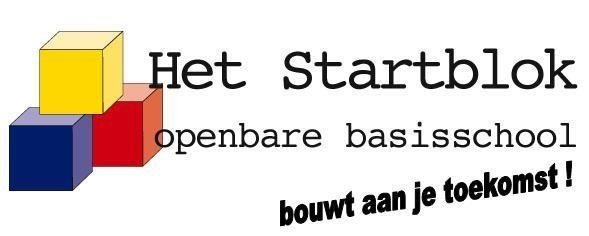 Het Startblok
openbare basisschool
bouwt aan je toekomst !